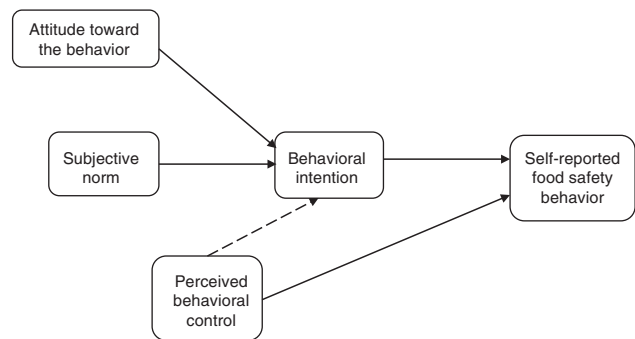 Attitude toward
the behavior
Subjective
norm
Behavioral
intention
Self-reported
food safety
behavior
Perceived
behavioral
control